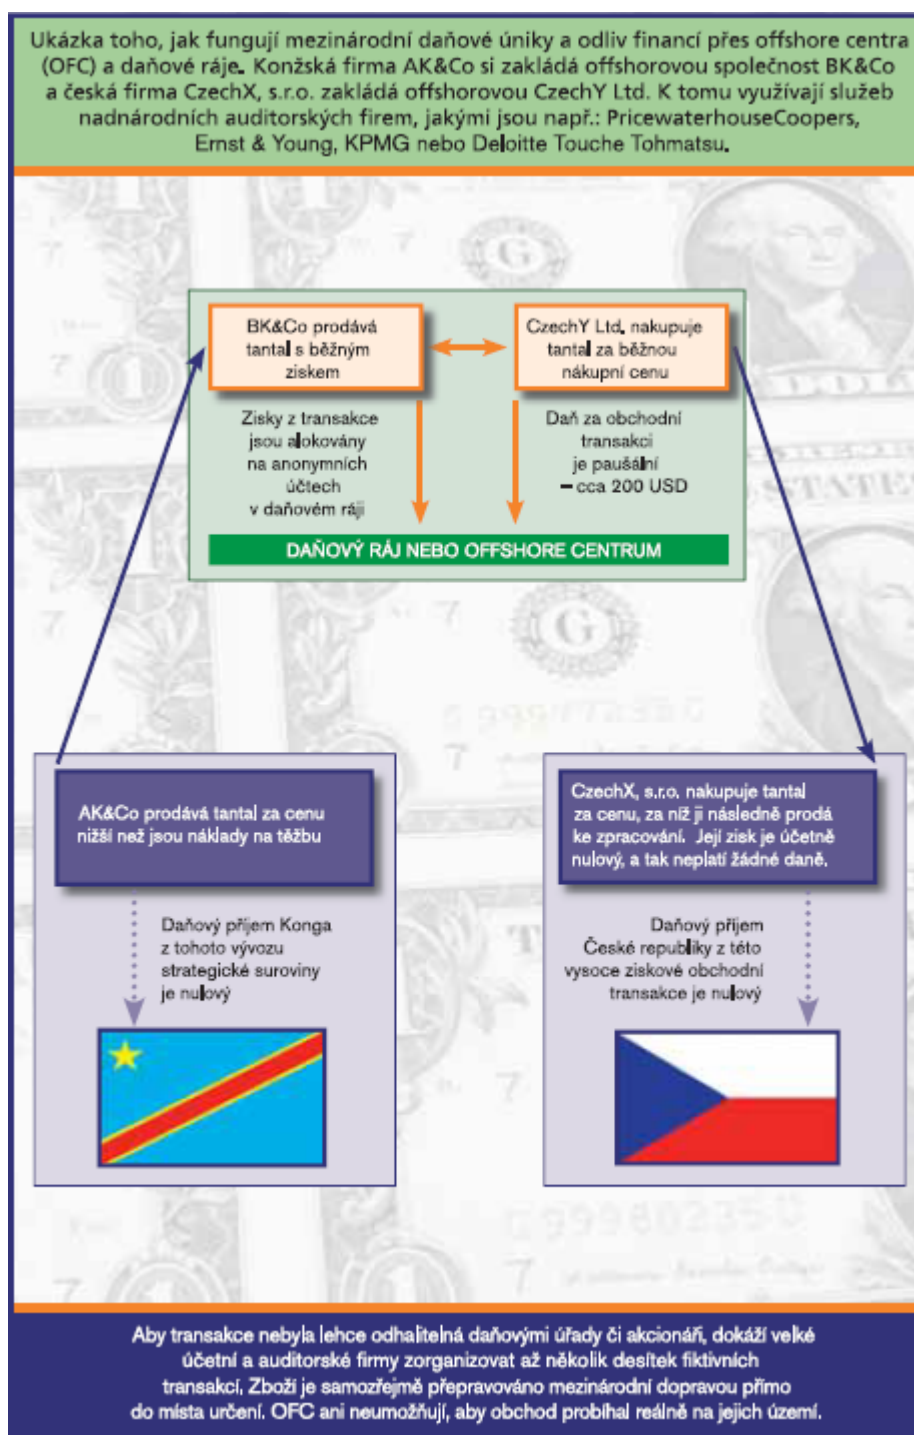 Ukázka toho, jak fungují mezinárodní daňové úniky a odliv financí přes offshore centra
(OFC) a daňové ráje. Konžská firma AK&Co si zakládá offshorovou společnost BK&Co
a česká firma CzechX, s.r.o. zakládá offshorovou CzechY Ltd. K tomu využívají služeb
nadnárodních auditorských firem, jakými jsou např.: PricewaterhouseCoopers,
Ernst & Young, KPMG nebo Deloitte Touche Tohmatsu.
BK&Co prodává
tantal s běžným
ziskem
CzechY Ltd. nakupuje
tantal za běžnou
nákupní cenu
Zisky z transakce
jsou alokovány
na anonymních
účtech
v daňovém ráji
Daň za obchodní
transakci
je paušální
– cca 200 USD
DAŇOVÝ RÁJ NEBO OFFSHORE CENTRUM
AK&Co prodává tantal za cenu
nižší než jsou náklady na těžbu
Daňový příjem Konga
z tohoto vývozu
strategické suroviny
je nulový
CzechX, s.r.o. nakupuje tantal
za cenu, za níž ji následně prodá
ke zpracování. Její zisk je účetně
nulový, a tak neplatí žádné daně.
Daňový příjem
České republiky z této
vysoce ziskové obchodní
transakce je nulový
Aby transakce nebyla lehce odhalitelná daňovými úřady či akcionáři, dokáží velké
účetní a auditorské firmy zorganizovat až několik desítek fiktivních
transakcí. Zboží je samozřejmě přepravováno mezinárodní dopravou přímo
do místa určení. OFC ani neumožňují, aby obchod probíhal reálně na jejich území.